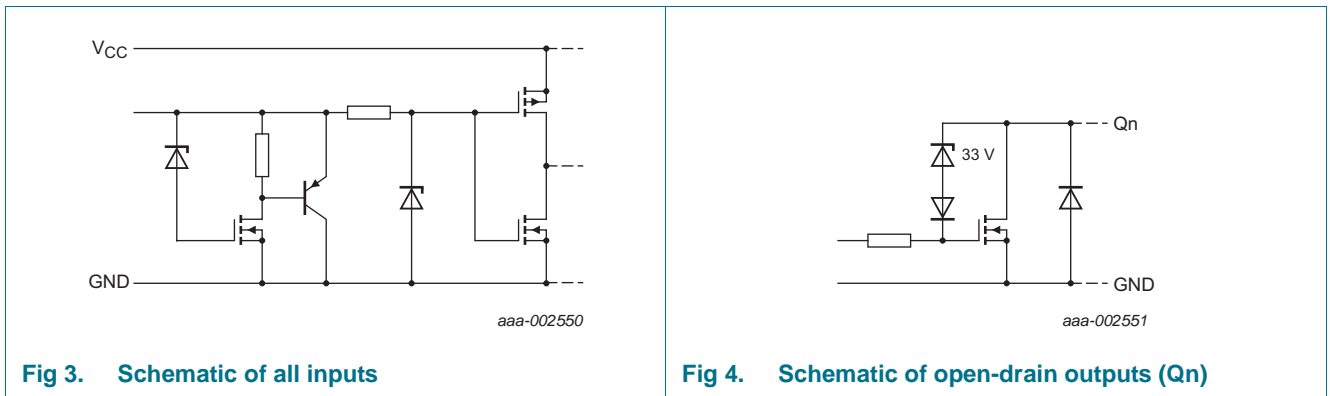 VCC
GND
aaa-002550
Fig 3. Schematic of all inputs
Qn
33 V
GND
aaa-002551
Fig 4. Schematic of open-drain outputs (Qn)